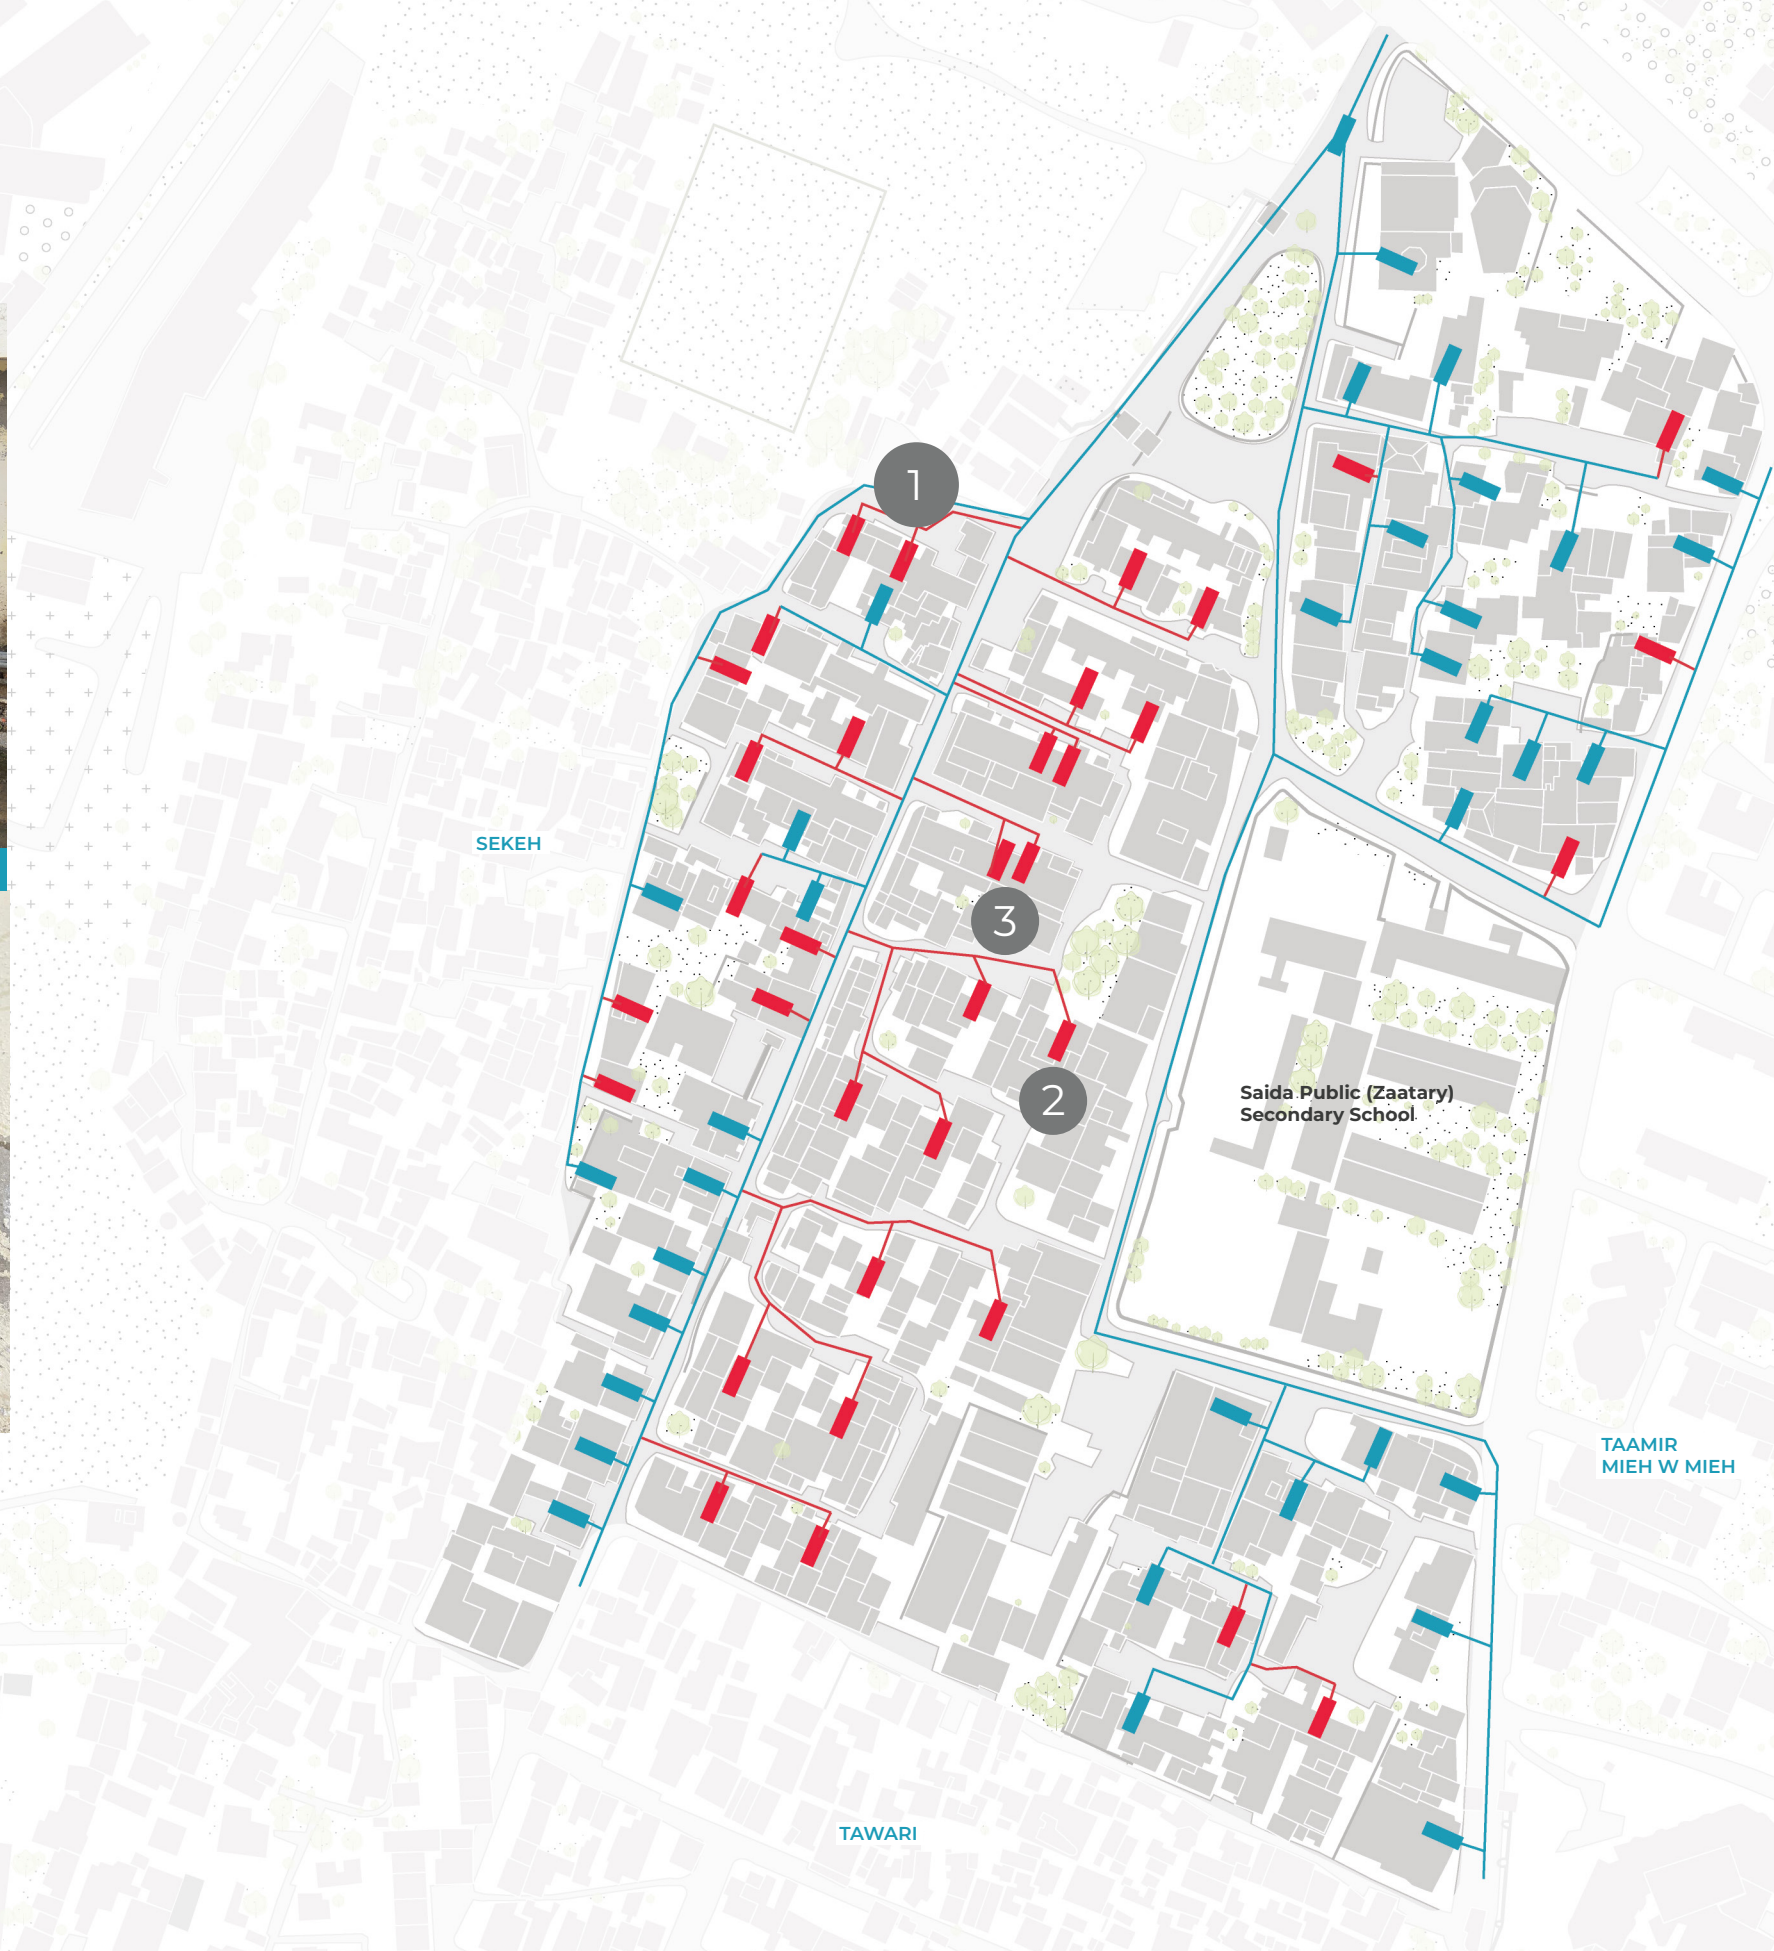 1
SEKEH
3
2
Saida Public (Zaatary)
Secondary School
TAAMIR
MIEH W MIEH
TAWARI